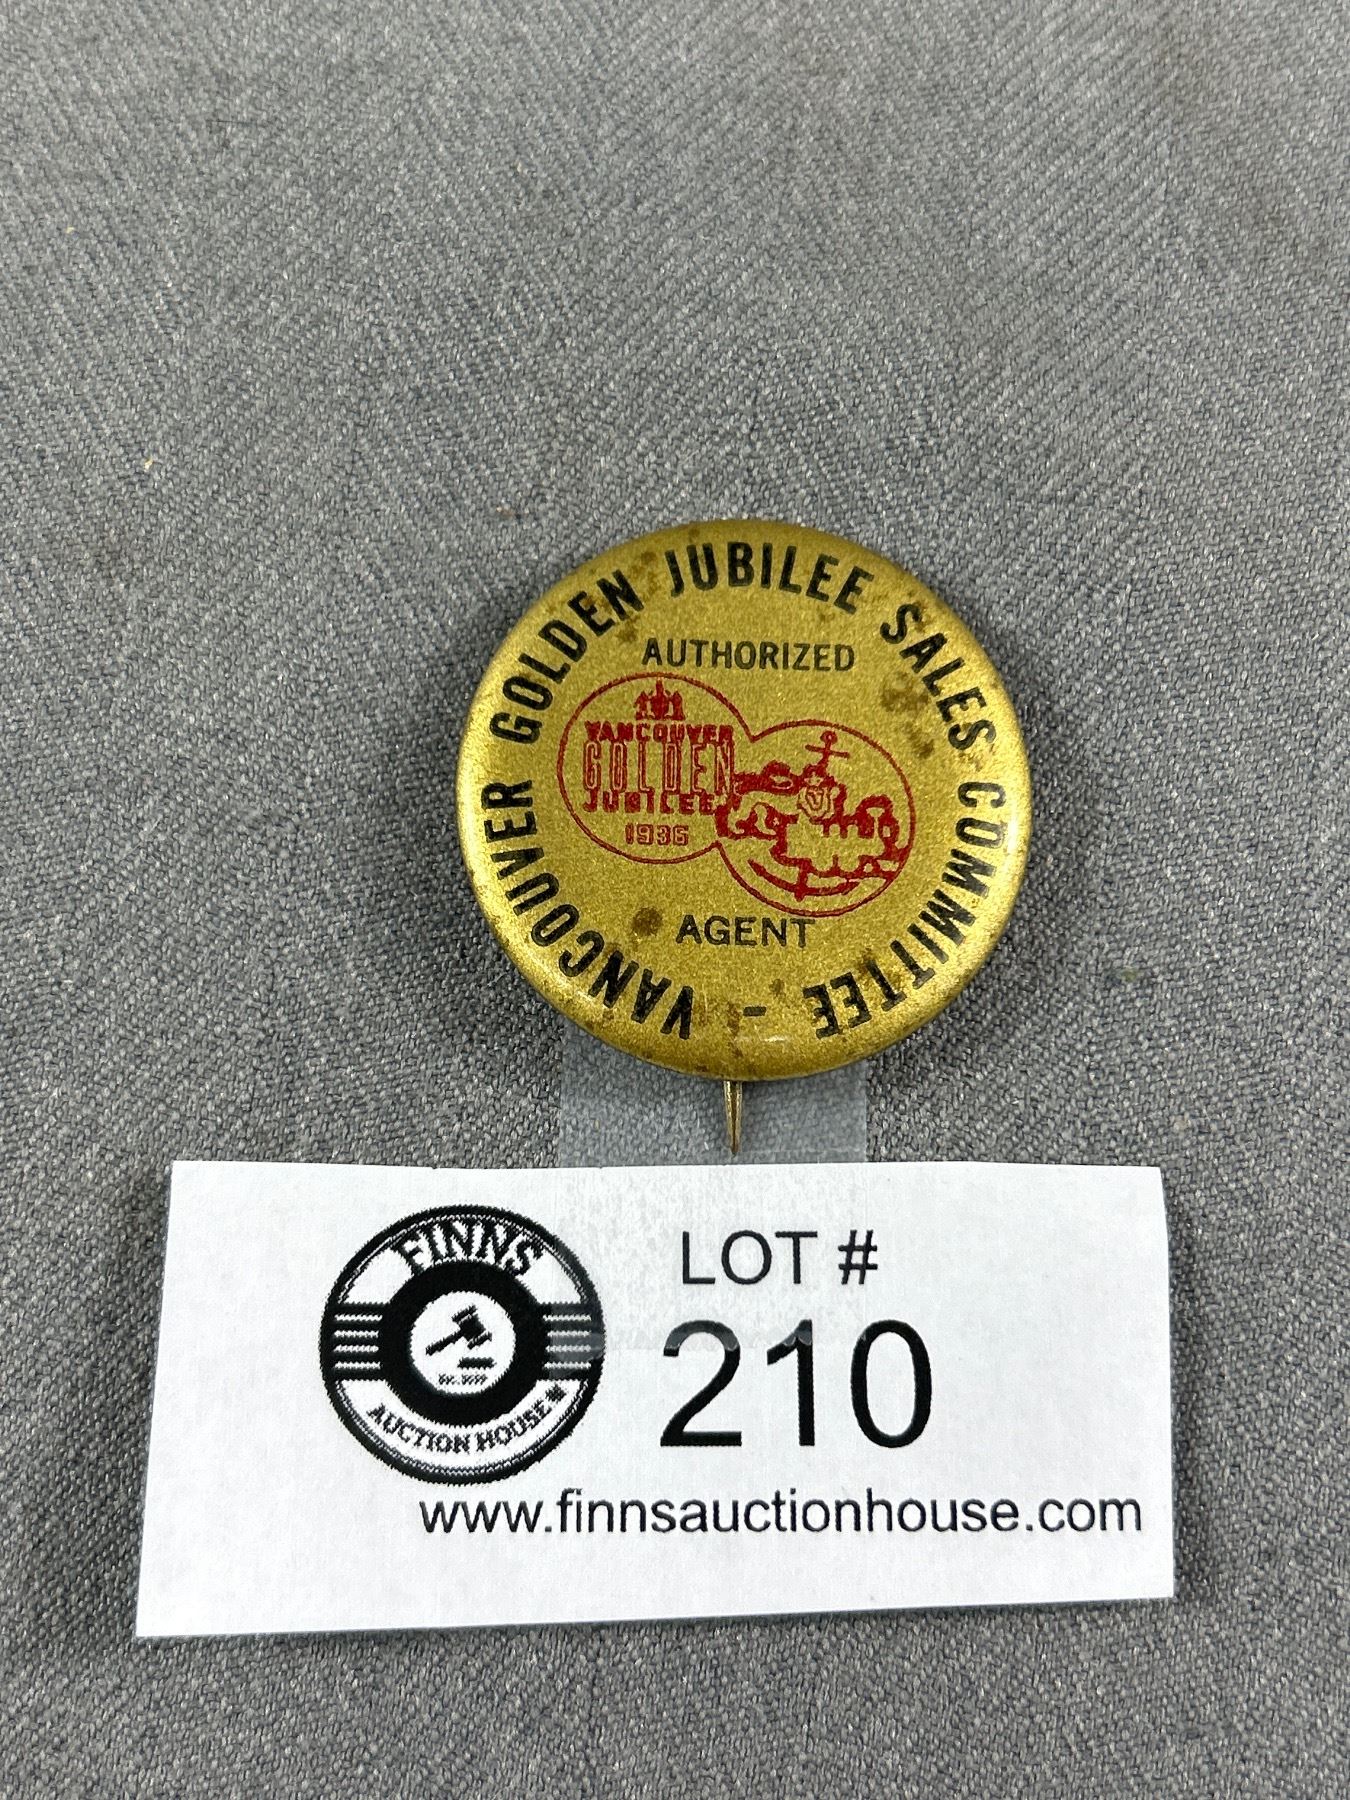 VANCOUVER GOLDEN JUBILEE SALES COMMITTEE -
AUTHORIZED
VANCOUVER
GOLDEN
JUBILEE
1936
AGENT
FINNS
AUCTION HOUSE
LOT #
210
www.finnsauctionhouse.com